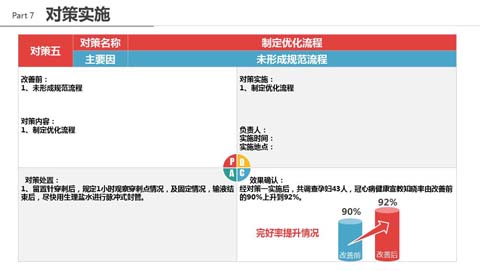 Part 7 对策实施
对策五
对策名称
制定优化流程
主要因
未形成规范流程
改善前：
1、未形成规范流程
对策内容：
1、制定优化流程
对策实施：
1、制定优化流程
负责人：
实施时间：
实施地点：
P D
A C
对策处置：
1、留置针穿刺后，规定1小时观察穿刺点情况，及固定情况，输液结
束后，尽快用生理盐水进行脉冲式封管。
效果确认：
经对策一实施后，共调查孕妇43人，冠心病健康宣教知晓率由改善前
的90%上升到92%。
完好率提升情况
90%
92%
改善前
改善后